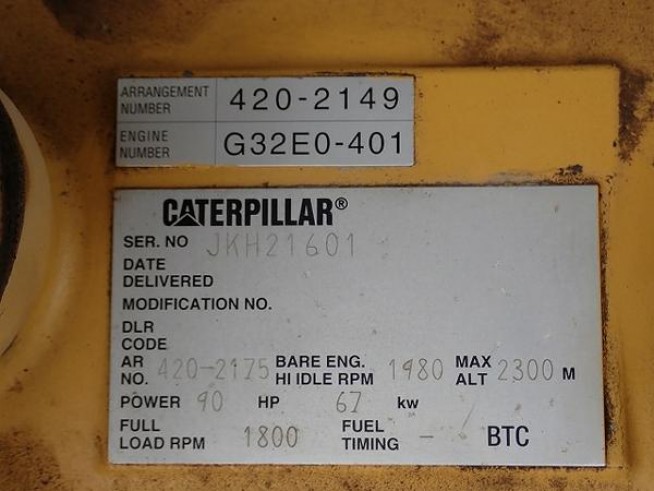 ARRANGEMENT NUMBER 420-2149
ENGINE NUMBER G32E0-401
CATERPILLAR®
SER. NO JKH21601
DATE
DELIVERED
MODIFICATION NO.
DLR
CODE
AR NO. 420-2175 BARE ENG. HI IDLE RPM 1980 MAX ALT 2300 M
POWER 90 HP 67 kw
FULL LOAD RPM 1800 FUEL TIMING - BTC